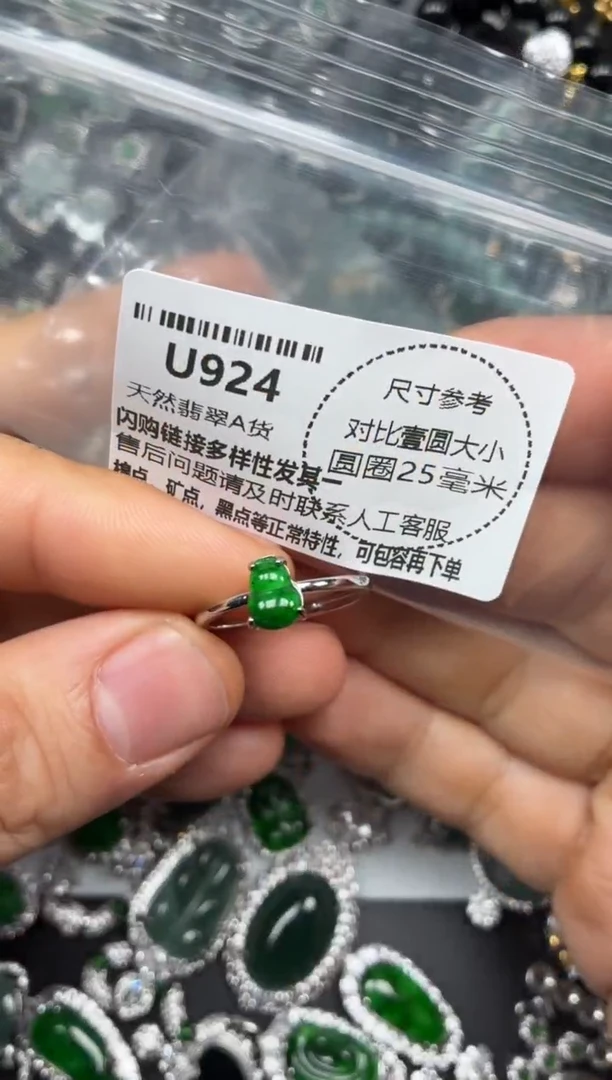 U924
天然翡翠A货
闪购链接多样性发其一
售后问题请及时联系人工客服
棉点、矿点，黑点等正常特性，可包容再下单
尺寸参考
对比壹圆大小
圆圈25毫米